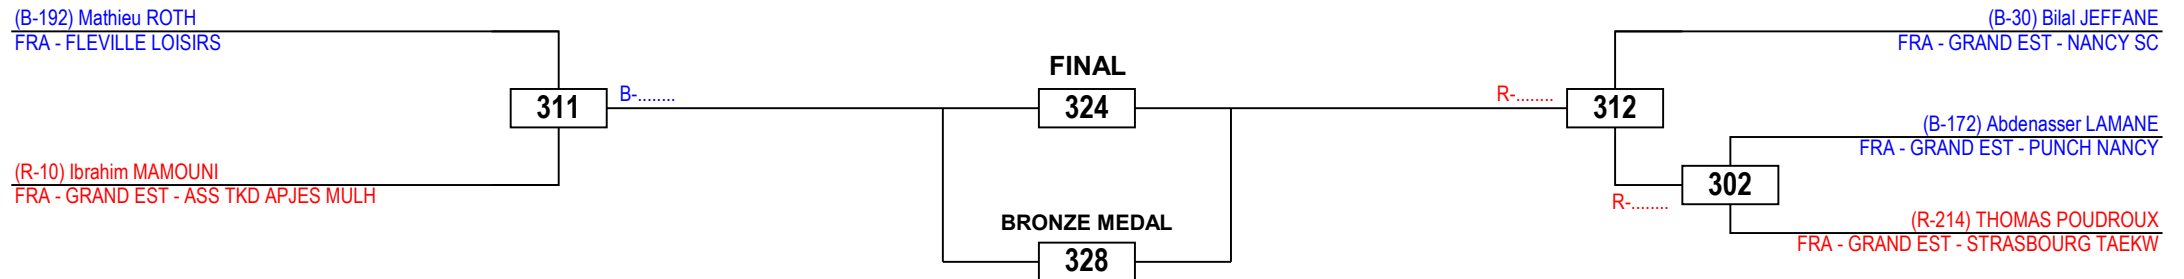 (B-192) Mathieu ROTH
FRA - FLEVILLE LOISIRS
311
B-........
(R-10) Ibrahim MAMOUNI
FRA - GRAND EST - ASS TKD APJES MULH
FINAL
324
BRONZE MEDAL
328
(B-30) Bilal JEFFANE
FRA - GRAND EST - NANCY SC
R-........
312
(B-172) Abdenasser LAMANE
FRA - GRAND EST - PUNCH NANCY
302
R-........
(R-214) THOMAS POUDROUX
FRA - GRAND EST - STRASBOURG TAEKW